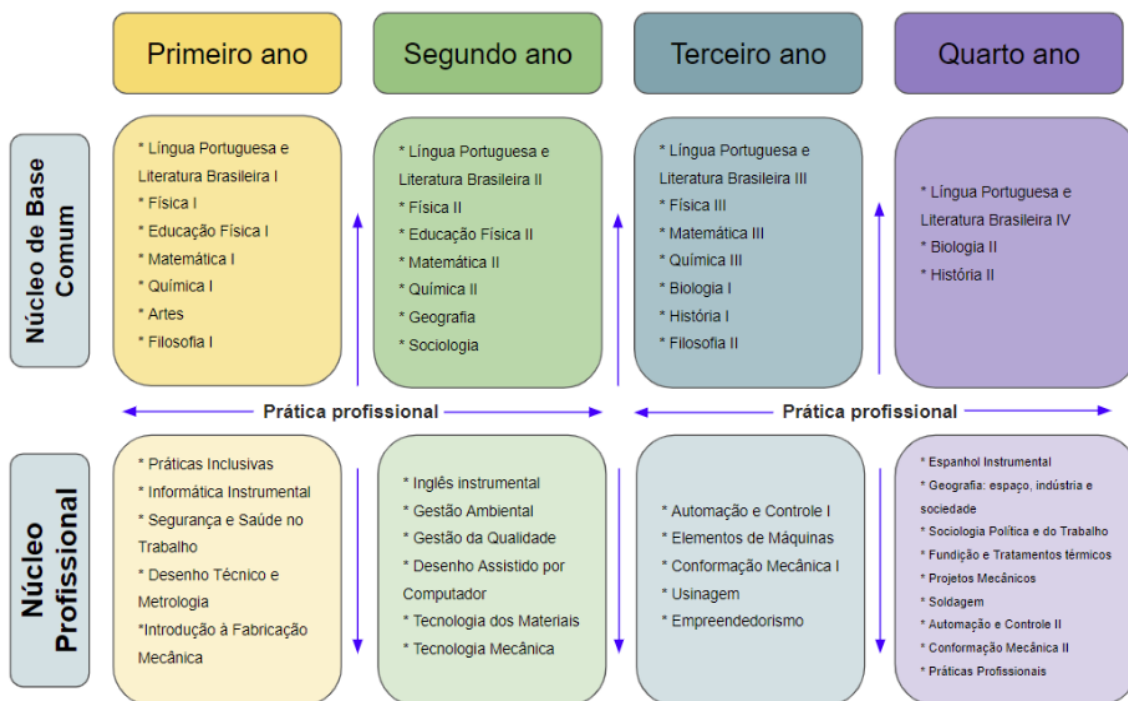 Primeiro ano
Segundo ano
Terceiro ano
Quarto ano
Núcleo de Base
Comum
* Língua Portuguesa e
Literatura Brasileira I
* Física I
* Educação Física I
* Matemática I
* Química I
* Artes
* Filosofia I
* Língua Portuguesa e
Literatura Brasileira II
* Física II
* Educação Física II
* Matemática II
* Química II
* Geografia
* Sociologia
* Língua Portuguesa e
Literatura Brasileira III
* Física III
* Matemática III
* Química III
* Biologia I
* História I
* Filosofia II
* Língua Portuguesa e
Literatura Brasileira IV
* Biologia II
* História II
Prática profissional
Prática profissional
Núcleo
Profissional
* Práticas Inclusivas
* Informática Instrumental
* Segurança e Saúde no
Trabalho
* Desenho Técnico e
Metrologia
*Introdução à Fabricação
Mecânica
* Inglês instrumental
* Gestão Ambiental
* Gestão da Qualidade
* Desenho Assistido por
Computador
* Tecnologia dos Materiais
* Tecnologia Mecânica
* Automação e Controle I
* Elementos de Máquinas
* Conformação Mecânica I
* Usinagem
* Empreendedorismo
* Espanhol Instrumental
* Geografia: espaço, indústria e
sociedade
* Sociologia Política e do Trabalho
* Fundição e Tratamentos térmicos
* Projetos Mecânicos
* Soldagem
* Automação e Controle II
* Conformação Mecânica II
* Práticas Profissionais